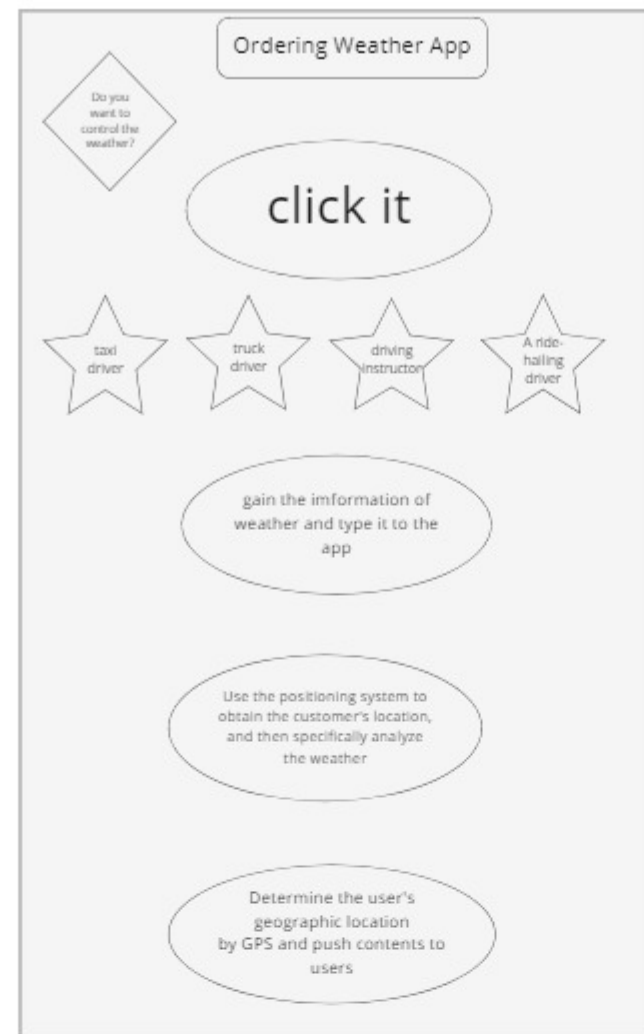 Ordering Weather App
Do you
want to
control the
weather?
click it
taxi
driver
truck
driver
driving
instructor
A ride-
hailing
driver
gain the imformation of
weather and type it to the
app
Use the positioning system to
obtain the customer's location,
and then specifically analyze
the weather
Determine the user's
geographic location
by GPS and push contents to
users